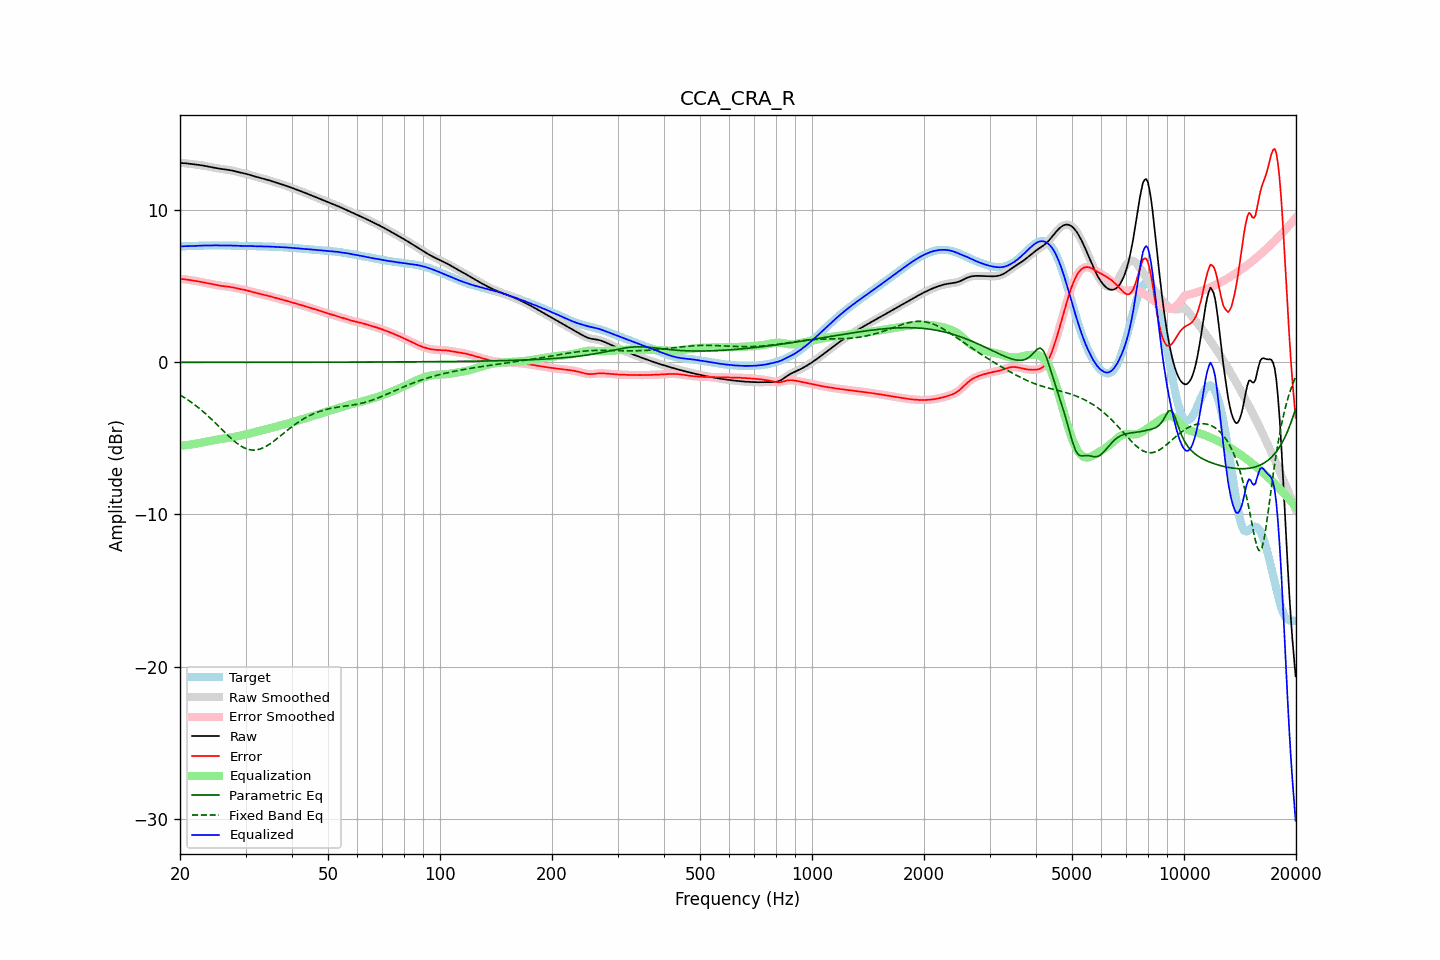 CCA_CRA_R
Amplitude (dBr)
10
0
−10
−20
−30
Target
Raw Smoothed
Error Smoothed
Raw
Error
Equalization
Parametric Eq
Fixed Band Eq
Equalized
20 50 100 200 500 1000 2000 5000 10000 20000
Frequency (Hz)